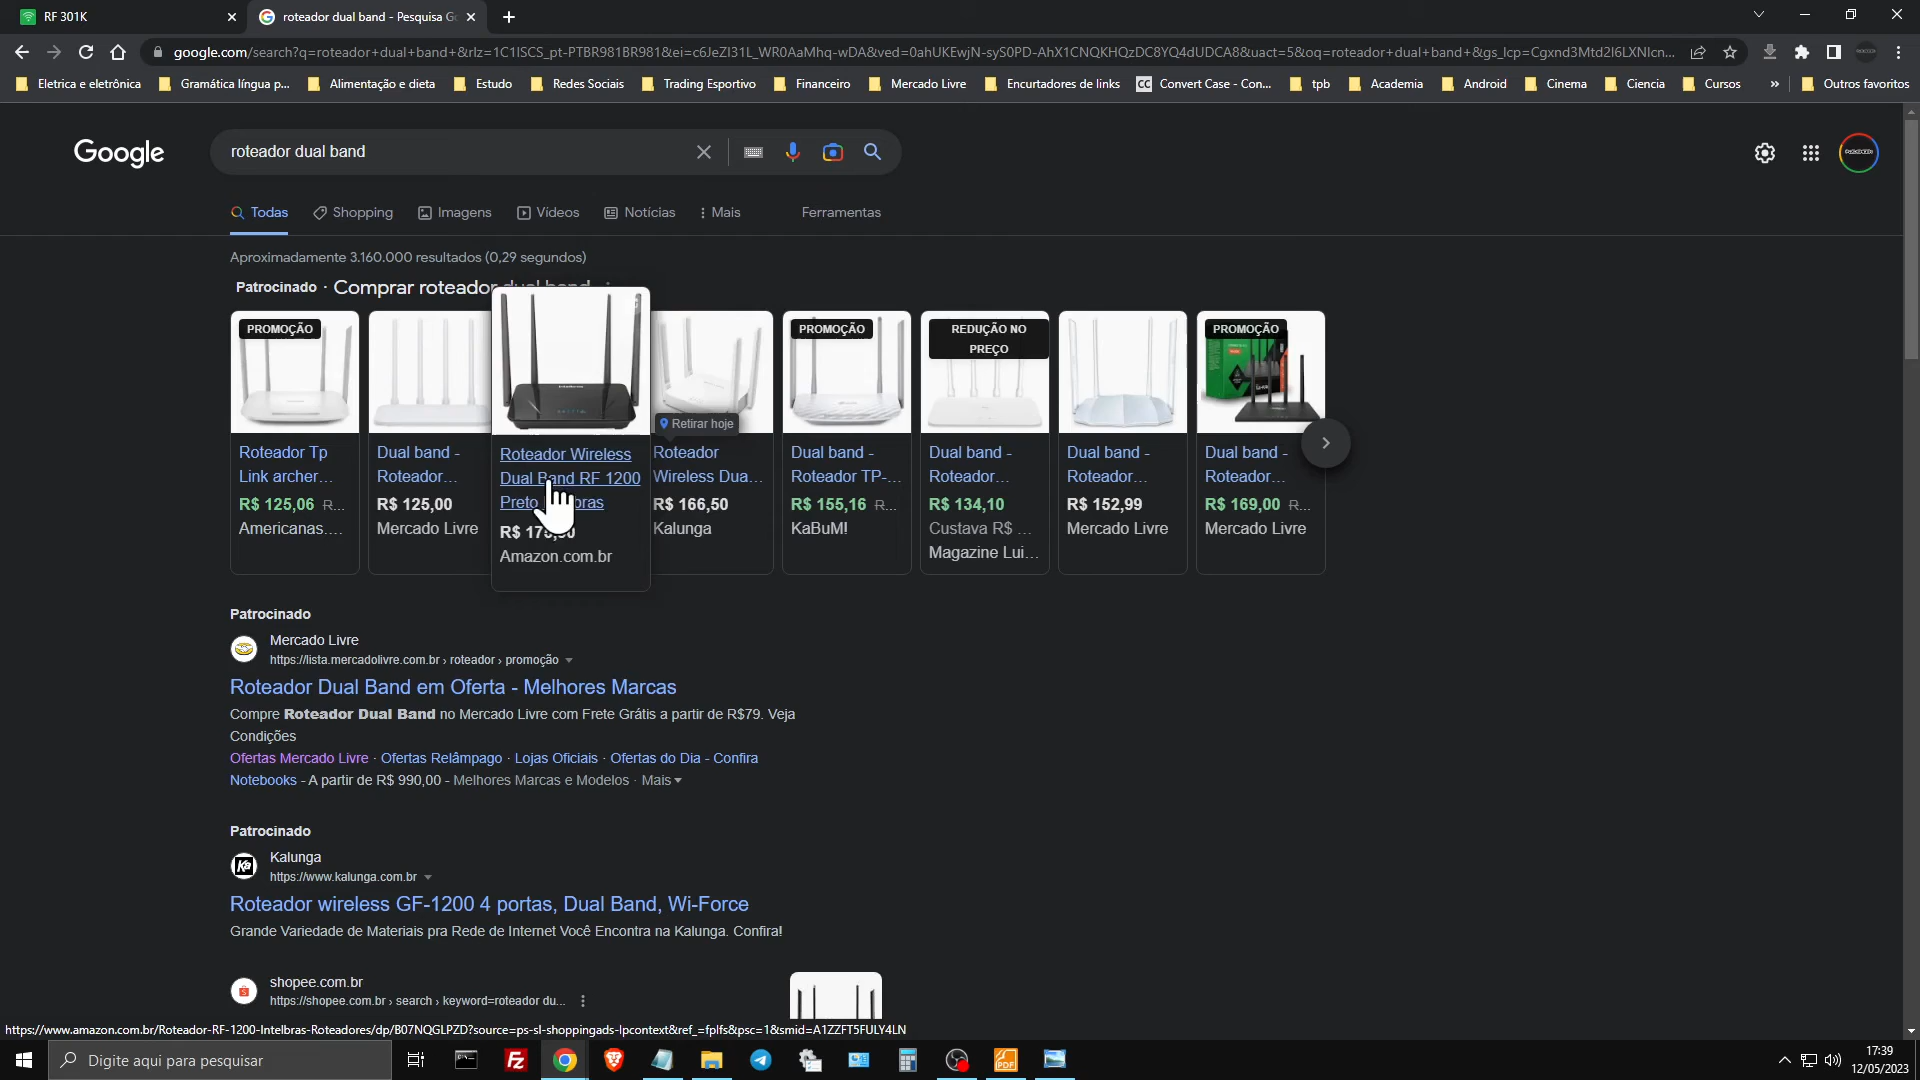 RF 301K
roteador dual band - Pesquisa Go
google.com/search?q=roteador+dual+band+&rlz=1C1ISCS_pt-PTBR981BR981&ei=c6JeZI31L_WR0AaMhq-wDA&ved=0ahUKEwjN-syS0PD-AhX1CNQKHQzDC8YQ4dUDCA8&uact=5&oq=roteador+dual+band+&gs_lcp=Cgxnd3Mtd2l6LXNlcn...
Eletrica e eletrônica
Gramática língua p...
Alimentação e dieta
Estudo
Redes Sociais
Trading Esportivo
Financeiro
Mercado Livre
Encurtadores de links
CC Convert Case - Con...
tpb
Academia
Android
Cinema
Ciencia
Cursos
»
Outros favoritos
Google
roteador dual band
Todas
Shopping
Imagens
Vídeos
Notícias
Mais
Ferramentas
Aproximadamente 3.160.000 resultados (0,29 segundos)
Patrocinado · Comprar roteador dual band
PROMOÇÃO
Roteador Tp
Link archer...
R$ 125,06 R...
Americanas....
Dual band -
Roteador...
R$ 125,00
Mercado Livre
Roteador Wireless
Dual Band RF 1200
Preto
Amazon.com.br
Retirar hoje
Roteador
Wireless Dua...
R$ 166,50
Kalunga
PROMOÇÃO
Dual band -
Roteador TP-...
R$ 155,16 R...
KaBuM!
REDUÇÃO NO
PREÇO
Dual band -
Roteador...
R$ 134,10
Custava R$ ...
Magazine Lui...
Dual band -
Roteador...
R$ 152,99
Mercado Livre
PROMOÇÃO
Dual band -
Roteador...
R$ 169,00 R...
Mercado Livre
Patrocinado
Mercado Livre
https://lista.mercadolivre.com.br › roteador › promoção
Roteador Dual Band em Oferta - Melhores Marcas
Compre Roteador Dual Band no Mercado Livre com Frete Grátis a partir de R$79. Veja
Condições
Ofertas Mercado Livre · Ofertas Relâmpago · Lojas Oficiais · Ofertas do Dia - Confira
Notebooks - A partir de R$ 990,00 - Melhores Marcas e Modelos · Mais
Patrocinado
Ka
Kalunga
https://www.kalunga.com.br
Roteador wireless GF-1200 4 portas, Dual Band, Wi-Force
Grande Variedade de Materiais pra Rede de Internet Você Encontra na Kalunga. Confira!
shopee.com.br
https://shopee.com.br › search › keyword=roteador du...
https://www.amazon.com.br/Roteador-RF-1200-Intelbras-Roteadores/dp/B07NQGLPZD?source=ps-sl-shoppingads-lpcontext&ref_=fplfs&psc=1&smid=A1ZZFT5FULY4LN
Digite aqui para pesquisar
Fz
PDF
17:39
12/05/2023